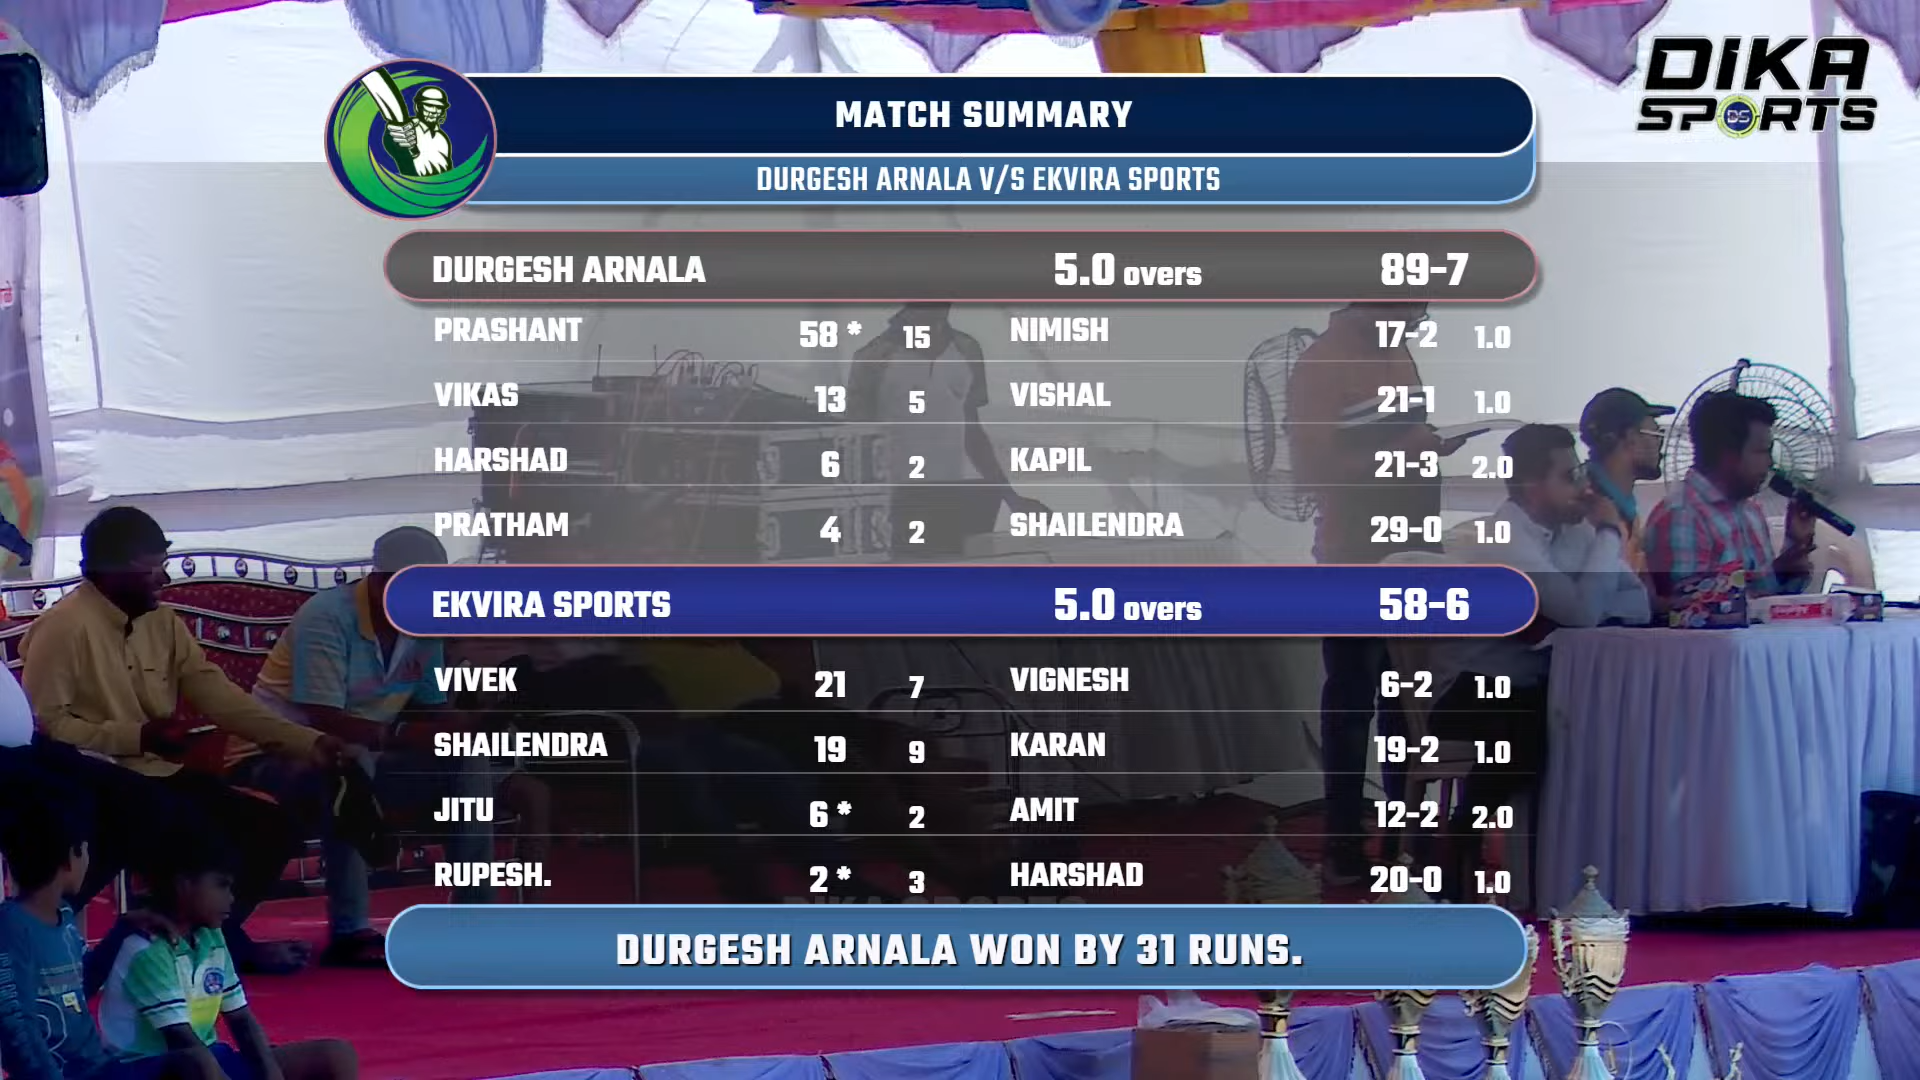 DIKA
SPORTS
DS
MATCH SUMMARY
DURGESH ARNALA V/S EKVIRA SPORTS
DURGESH ARNALA 5.0 overs 89-7
PRASHANT 58 * 15 NIMISH 17-2 1.0
VIKAS 13 5 VISHAL 21-1 1.0
HARSHAD 6 2 KAPIL 21-3 2.0
PRATHAM 4 2 SHAILENDRA 29-0 1.0
EKVIRA SPORTS 5.0 overs 58-6
VIVEK 21 7 VIGNESH 6-2 1.0
SHAILENDRA 19 9 KARAN 19-2 1.0
JITU 6 * 2 AMIT 12-2 2.0
RUPESH. 2 * 3 HARSHAD 20-0 1.0
DIKA SPORTS
DURGESH ARNALA WON BY 31 RUNS.